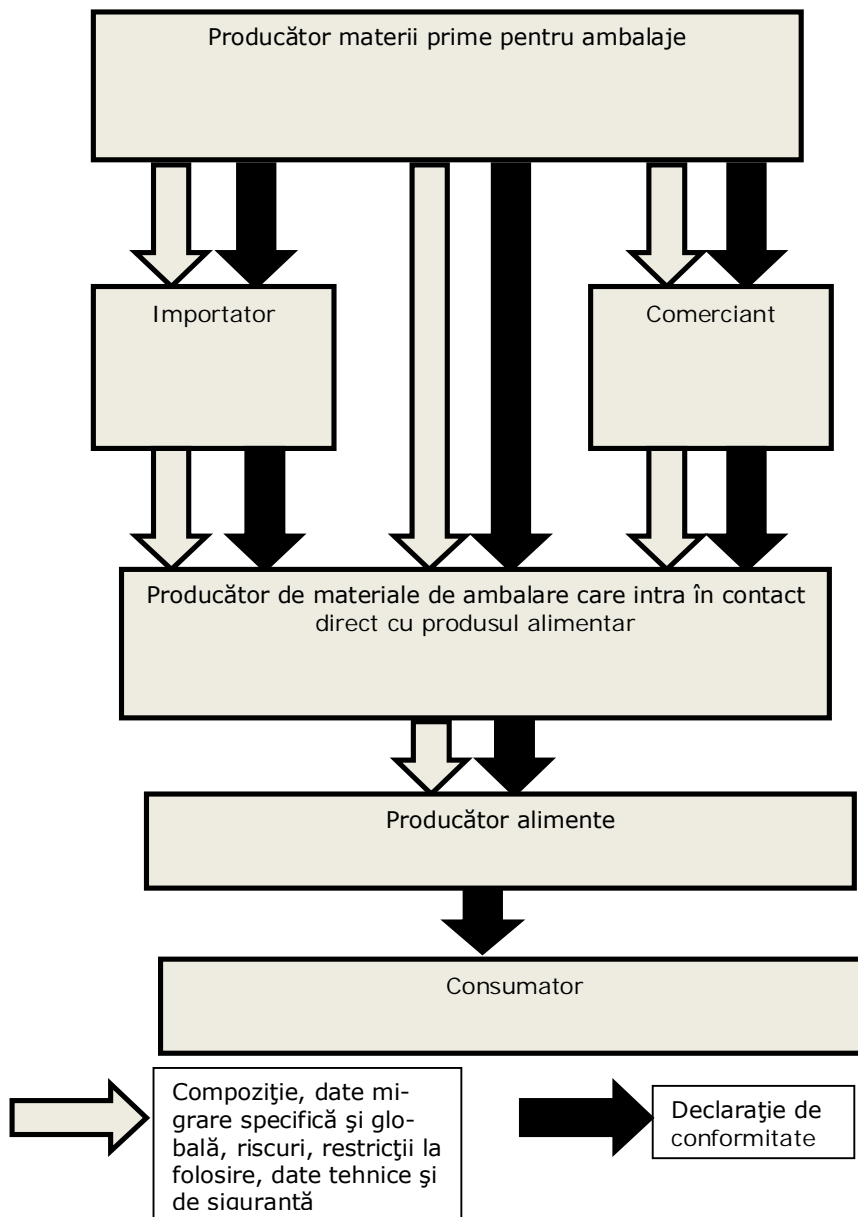 Producător materii prime pentru ambalaje
Importator
Comerciant
Producător de materiale de ambalare care intra în contact
direct cu produsul alimentar
Producător alimente
Consumator
Compoziţie, date mi-
grare specifică şi glo-
bală, riscuri, restricţii la
folosire, date tehnice şi
de siguranţă
Declaraţie de
conformitate